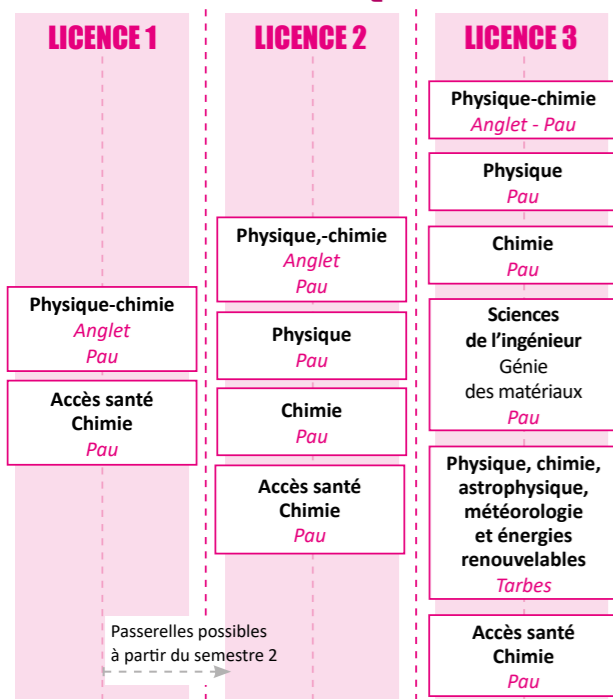 LICENCE 1
Physique-chimie
Anglet
Pau
Accès santé
Chimie
Pau
Passerelles possibles
à partir du semestre 2
LICENCE 2
Physique,-chimie
Anglet
Pau
Physique
Pau
Chimie
Pau
Accès santé
Chimie
Pau
LICENCE 3
Physique-chimie
Anglet - Pau
Physique
Pau
Chimie
Pau
Sciences
de l’ingénieur
Génie
des matériaux
Pau
Physique, chimie,
astrophysique,
météorologie
et énergies
renouvelables
Tarbes
Accès santé
Chimie
Pau